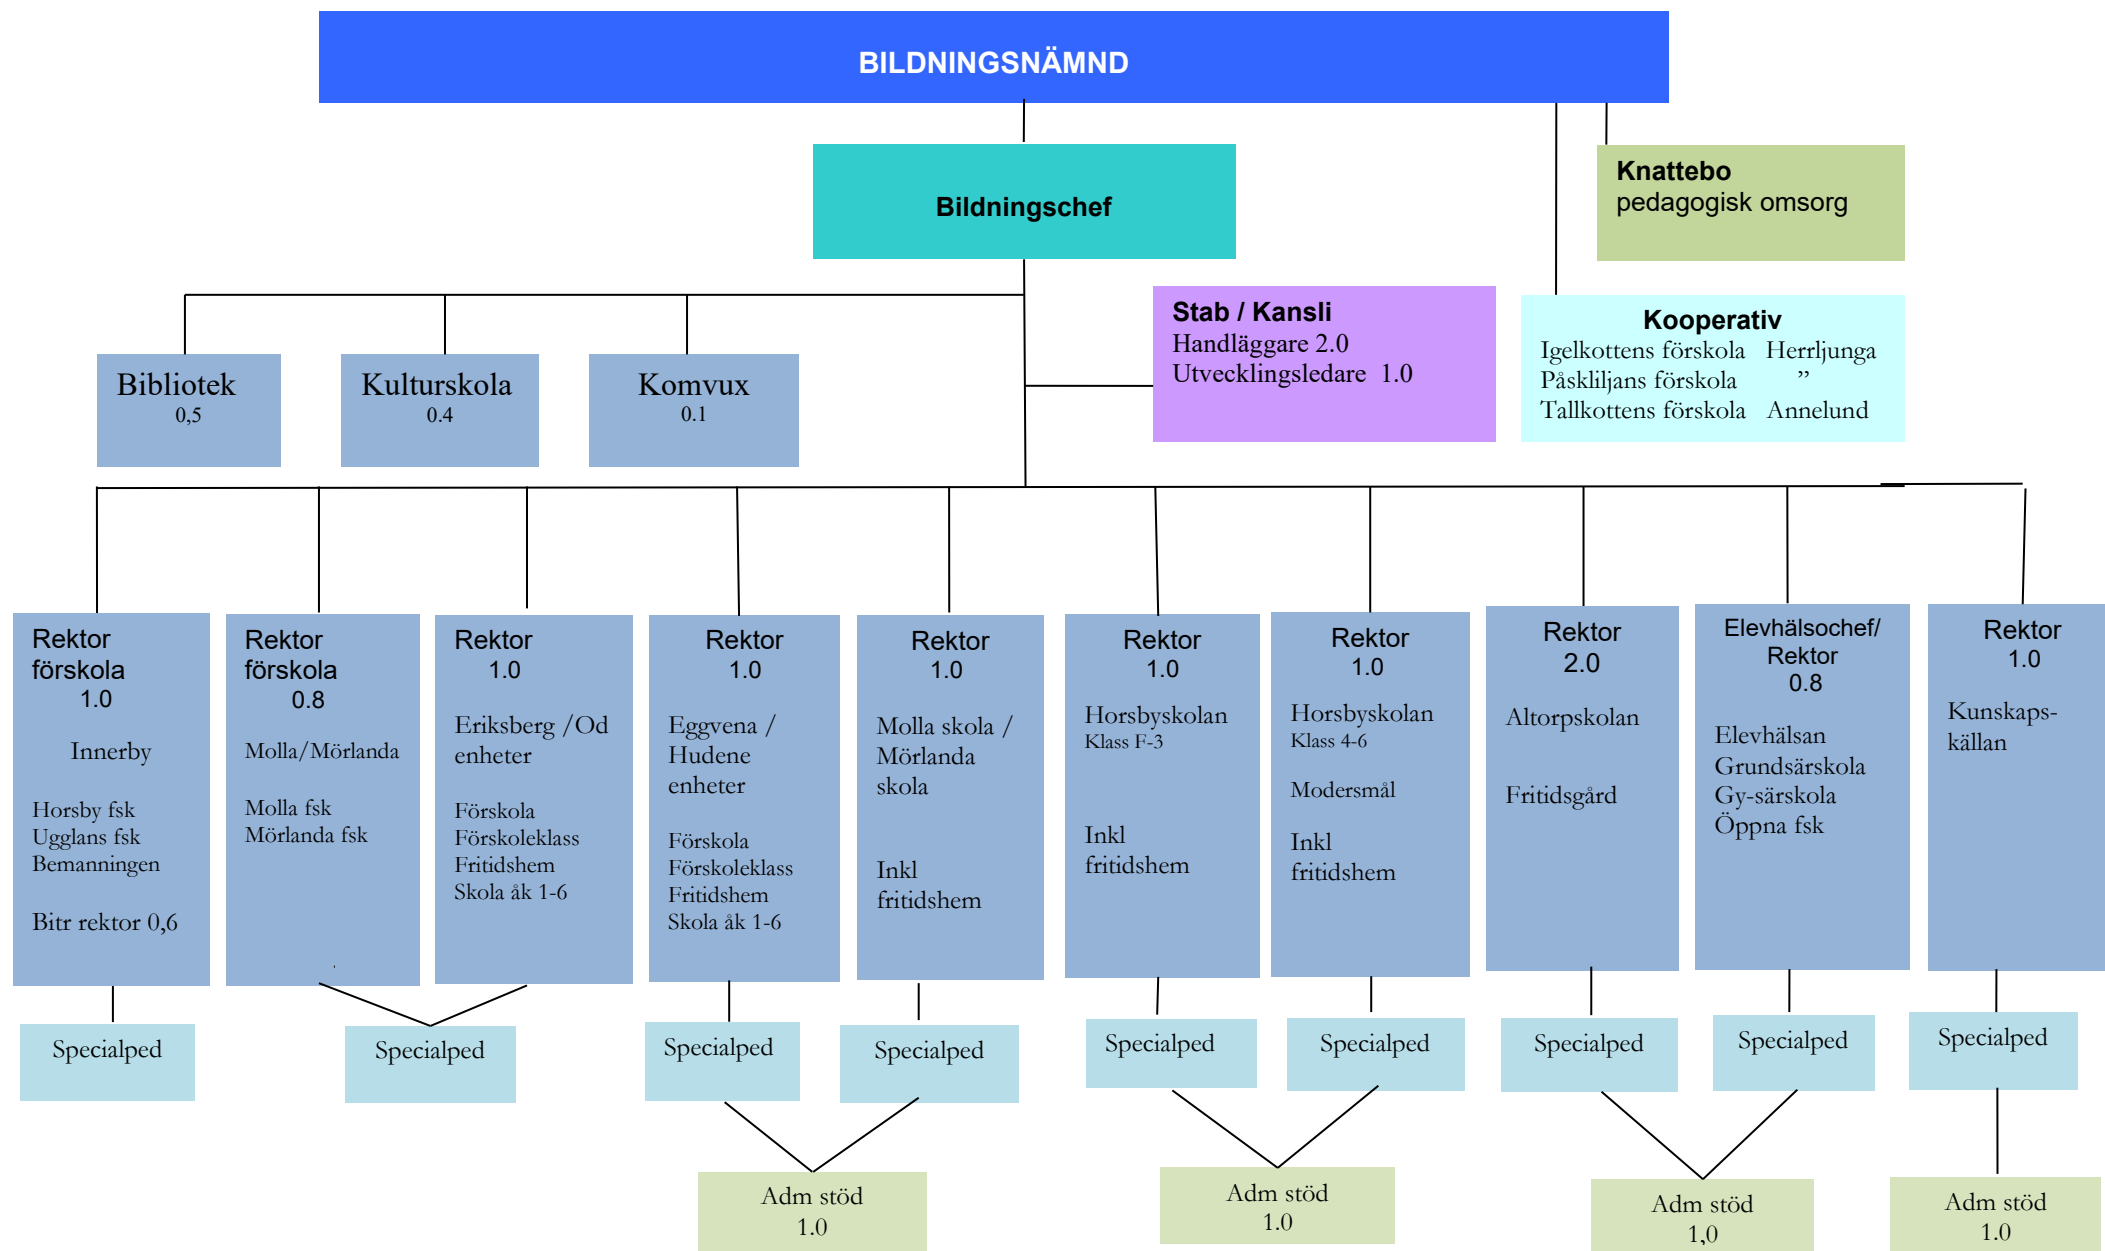 BILDNINGSNÄMND
Bildningschef
Knattebo
pedagogisk omsorg
Stab / Kansli
Handläggare 2.0
Utvecklingsledare 1.0
Kooperativ
Igelkottens förskola Herrljunga
Påskliljans förskola ”
Tallkottens förskola Annelund
Bibliotek
0,5
Kulturskola
0.4
Komvux
0.1
Rektor
förskola
1.0
Innerby
Horsby fsk
Ugglans fsk
Bemanningen
Bitr rektor 0,6
Rektor
förskola
0.8
Molla/Mörlanda
Molla fsk
Mörlanda fsk
.
Rektor
1.0
Eriksberg /Od
enheter
Förskola
Förskoleklass
Fritidshem
Skola åk 1-6
Rektor
1.0
Eggvena /
Hudene
enheter
Förskola
Förskoleklass
Fritidshem
Skola åk 1-6
Rektor
1.0
Molla skola /
Mörlanda
skola
Inkl
fritidshem
Rektor
1.0
Horsbyskolan
Klass F-3
Inkl
fritidshem
Rektor
1.0
Horsbyskolan
Klass 4-6
Modersmål
Inkl
fritidshem
Rektor
2.0
Altorpskolan
Fritidsgård
Elevhälsochef/
Rektor
0.8
Elevhälsan
Grundsärskola
Gy-särskola
Öppna fsk
Rektor
1.0
Kunskaps-
källan
Specialped
Specialped
Specialped
Specialped
Specialped
Specialped
Specialped
Specialped
Specialped
Adm stöd
1.0
Adm stöd
1.0
Adm stöd
1,0
Adm stöd
1.0